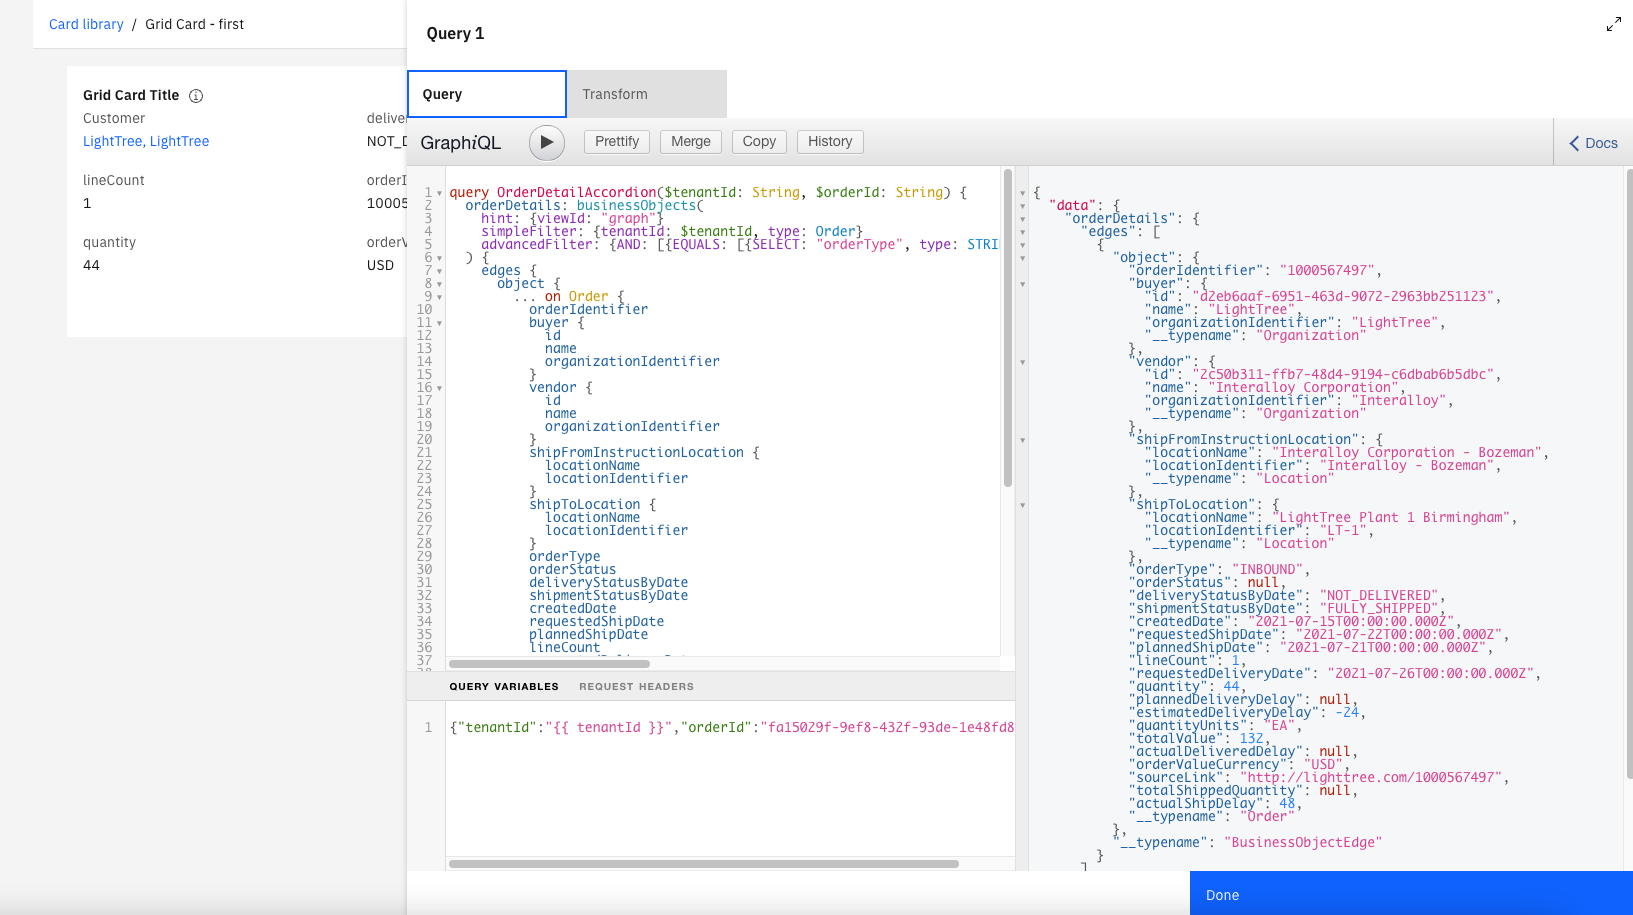 Card library / Grid Card - first
Query 1
Grid Card Title
Customer
LightTree, LightTree
NOT_D
lineCount
1
10005
quantity
44
USD
Query
Transform
GraphiQL
Prettify
Merge
Copy
History
Docs
1 query OrderDetailAccordion($tenantId: String, $orderId: String) {
2 orderDetails: businessObjects(
3 hint: {viewId: "graph"}
4 simpleFilter: {tenantId: $tenantId, type: Order}
5 advancedFilter: {AND: [{EQUALS: [{SELECT: "orderType", type: STRI
6 ) {
7 edges {
8 object {
9 ... on Order {
10 orderIdentifier
11 buyer {
12 id
13 name
14 organizationIdentifier
15 }
16 vendor {
17 id
18 name
19 organizationIdentifier
20 }
21 shipFromInstructionLocation {
22 locationName
23 locationIdentifier
24 }
25 shipToLocation {
26 locationName
27 locationIdentifier
28 }
29 orderType
30 orderStatus
31 deliveryStatusByDate
32 shipmentStatusByDate
33 createdDate
34 requestedShipDate
35 plannedShipDate
36 lineCount
37
QUERY VARIABLES
REQUEST HEADERS
1 {"tenantId":"{{ tenantId }}","orderId":"fa15029f-9ef8-432f-93de-1e48fd8
{
"data": {
"orderDetails": {
"edges": [
{
"object": {
"orderIdentifier": "1000567497",
"buyer": {
"id": "d2eb6aaf-6951-463d-9072-2963bb251123",
"name": "LightTree",
"organizationIdentifier": "LightTree",
"__typename": "Organization"
},
"vendor": {
"id": "2c50b311-ffb7-48d4-9194-c6dbab6b5dbc",
"name": "Interalloy Corporation",
"organizationIdentifier": "Interalloy",
"__typename": "Organization"
},
"shipFromInstructionLocation": {
"locationName": "Interalloy Corporation - Bozeman",
"locationIdentifier": "Interalloy - Bozeman",
"__typename": "Location"
},
"shipToLocation": {
"locationName": "LightTree Plant 1 Birmingham",
"locationIdentifier": "LT-1",
"__typename": "Location"
},
"orderType": "INBOUND",
"orderStatus": null,
"deliveryStatusByDate": "NOT_DELIVERED",
"shipmentStatusByDate": "FULLY_SHIPPED",
"createdDate": "2021-07-15T00:00:00.000Z",
"requestedShipDate": "2021-07-22T00:00:00.000Z",
"plannedShipDate": "2021-07-21T00:00:00.000Z",
"lineCount": 1,
"requestedDeliveryDate": "2021-07-26T00:00:00.000Z",
"quantity": 44,
"plannedDeliveryDelay": null,
"estimatedDeliveryDelay": -24,
"quantityUnits": "EA",
"totalValue": 132,
"actualDeliveredDelay": null,
"orderValueCurrency": "USD",
"sourceLink": "http://lighttree.com/1000567497",
"totalShippedQuantity": null,
"actualShipDelay": 48,
"__typename": "Order"
},
"__typename": "BusinessObjectEdge"
}
]
Done